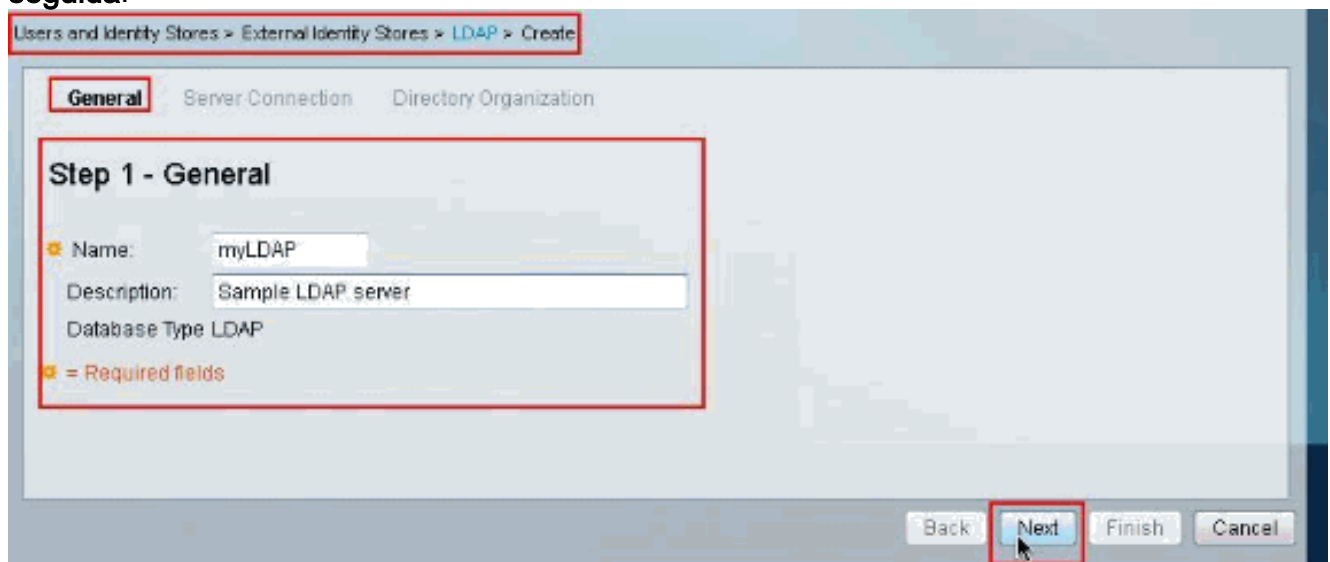 seguida.
Users and Identity Stores > External Identity Stores > LDAP > Create
General Server Connection Directory Organization
Step 1 - General
Name: myLDAP
Description: Sample LDAP server
Database Type LDAP
= Required fields
Back Next Finish Cancel